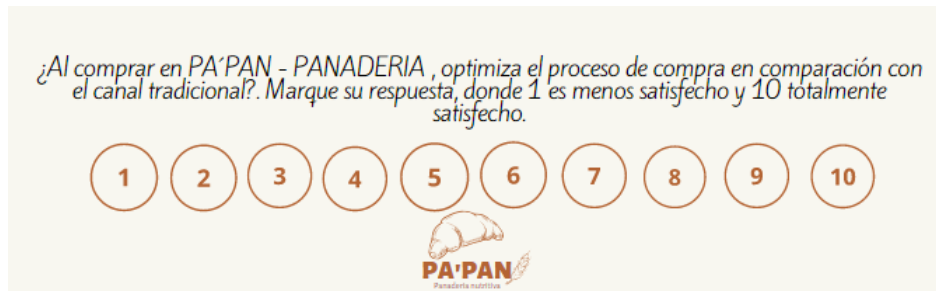 ¿Al comprar en PA´PAN - PANADERIA , optimiza el proceso de compra en comparación con
el canal tradicional?. Marque su respuesta, donde 1 es menos satisfecho y 10 totalmente
satisfecho.
1 2 3 4 5 6 7 8 9 10
PA'PAN
Panadería nutritiva